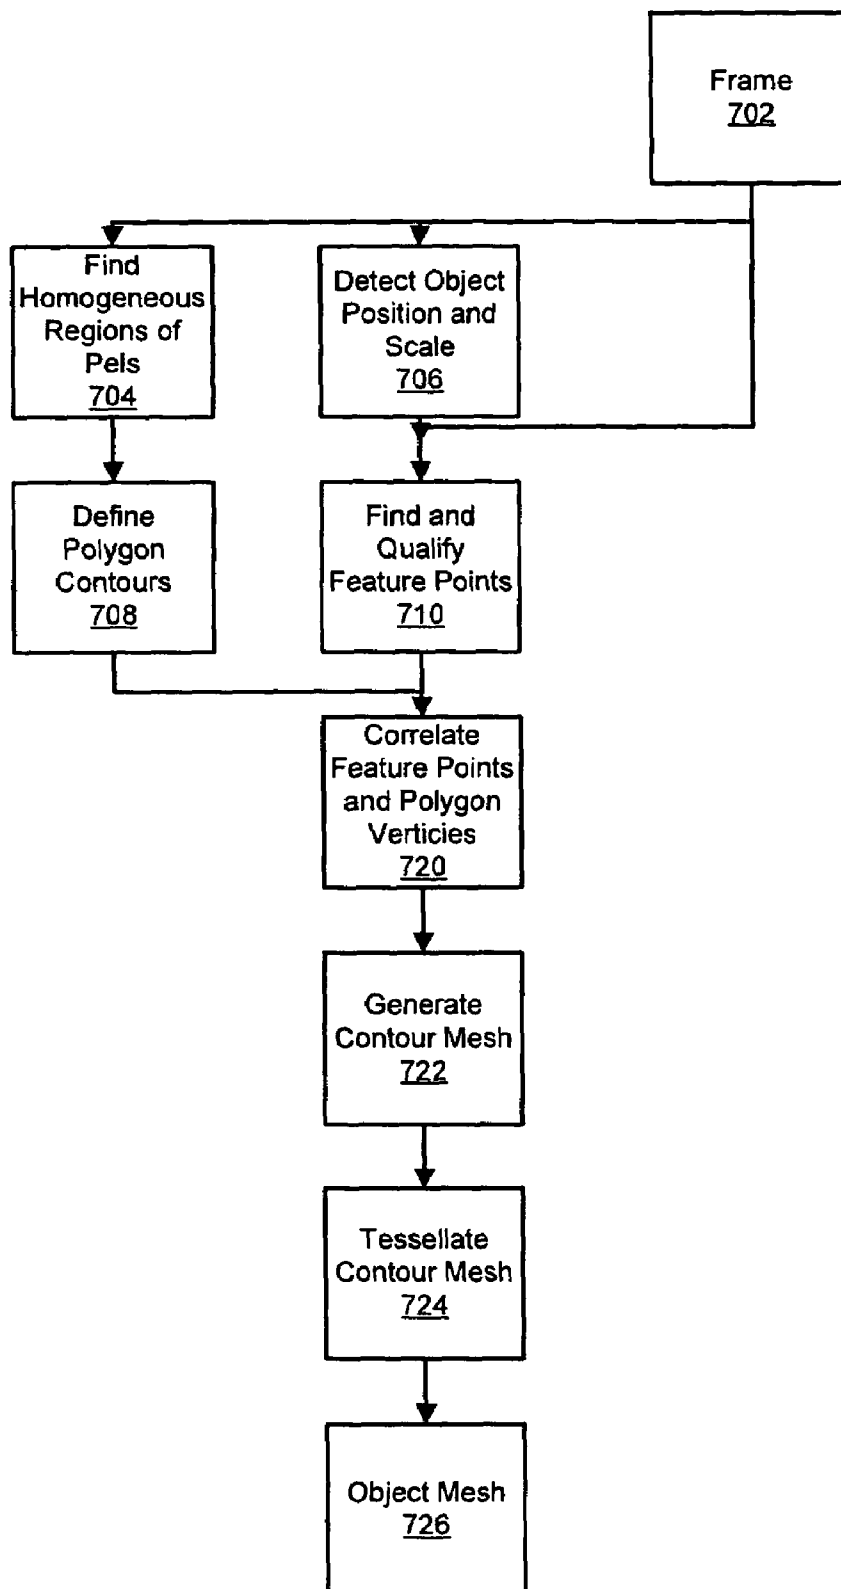 Frame
702
Find
Homogeneous
Regions of
Pels
704
Detect Object
Position and
Scale
706
Define
Polygon
Contours
708
Find and
Qualify
Feature Points
710
Correlate
Feature Points
and Polygon
Verticies
720
Generate
Contour Mesh
722
Tessellate
Contour Mesh
724
Object Mesh
726